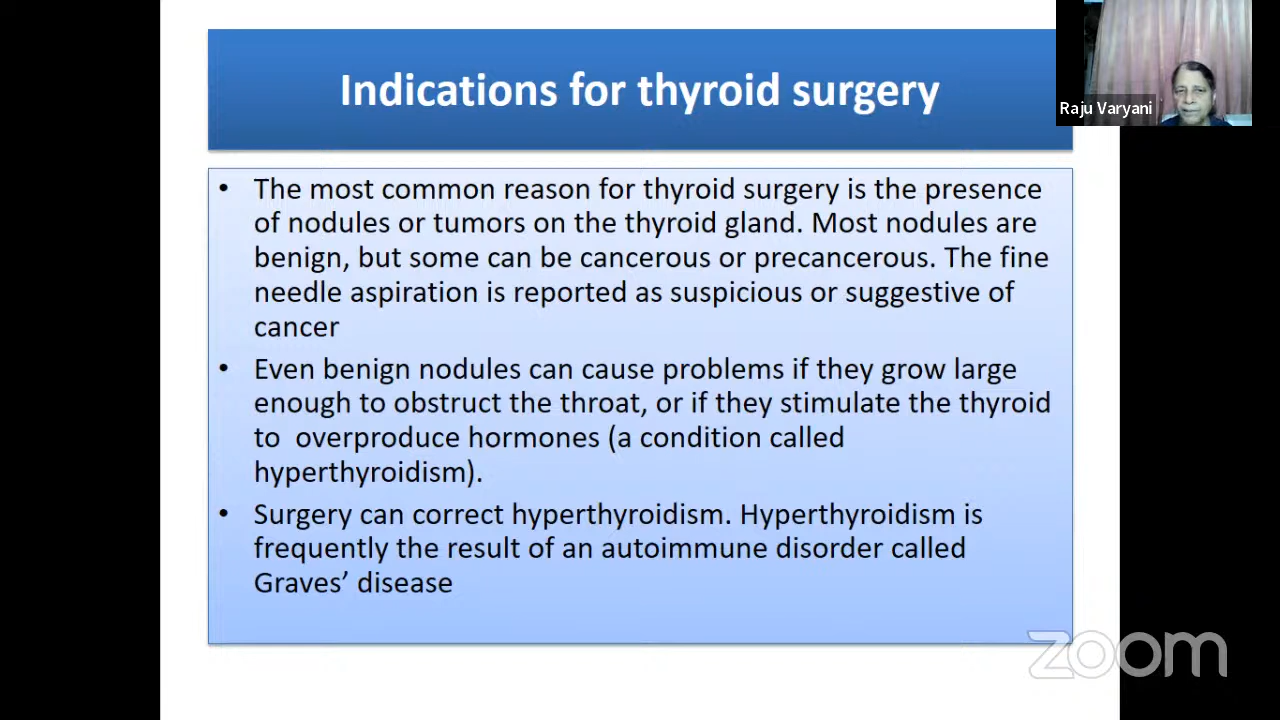 Indications for thyroid surgery
Raju Varyani
• The most common reason for thyroid surgery is the presence
of nodules or tumors on the thyroid gland. Most nodules are
benign, but some can be cancerous or precancerous. The fine
needle aspiration is reported as suspicious or suggestive of
cancer
• Even benign nodules can cause problems if they grow large
enough to obstruct the throat, or if they stimulate the thyroid
to overproduce hormones (a condition called
hyperthyroidism).
• Surgery can correct hyperthyroidism. Hyperthyroidism is
frequently the result of an autoimmune disorder called
Graves’ disease
zoom